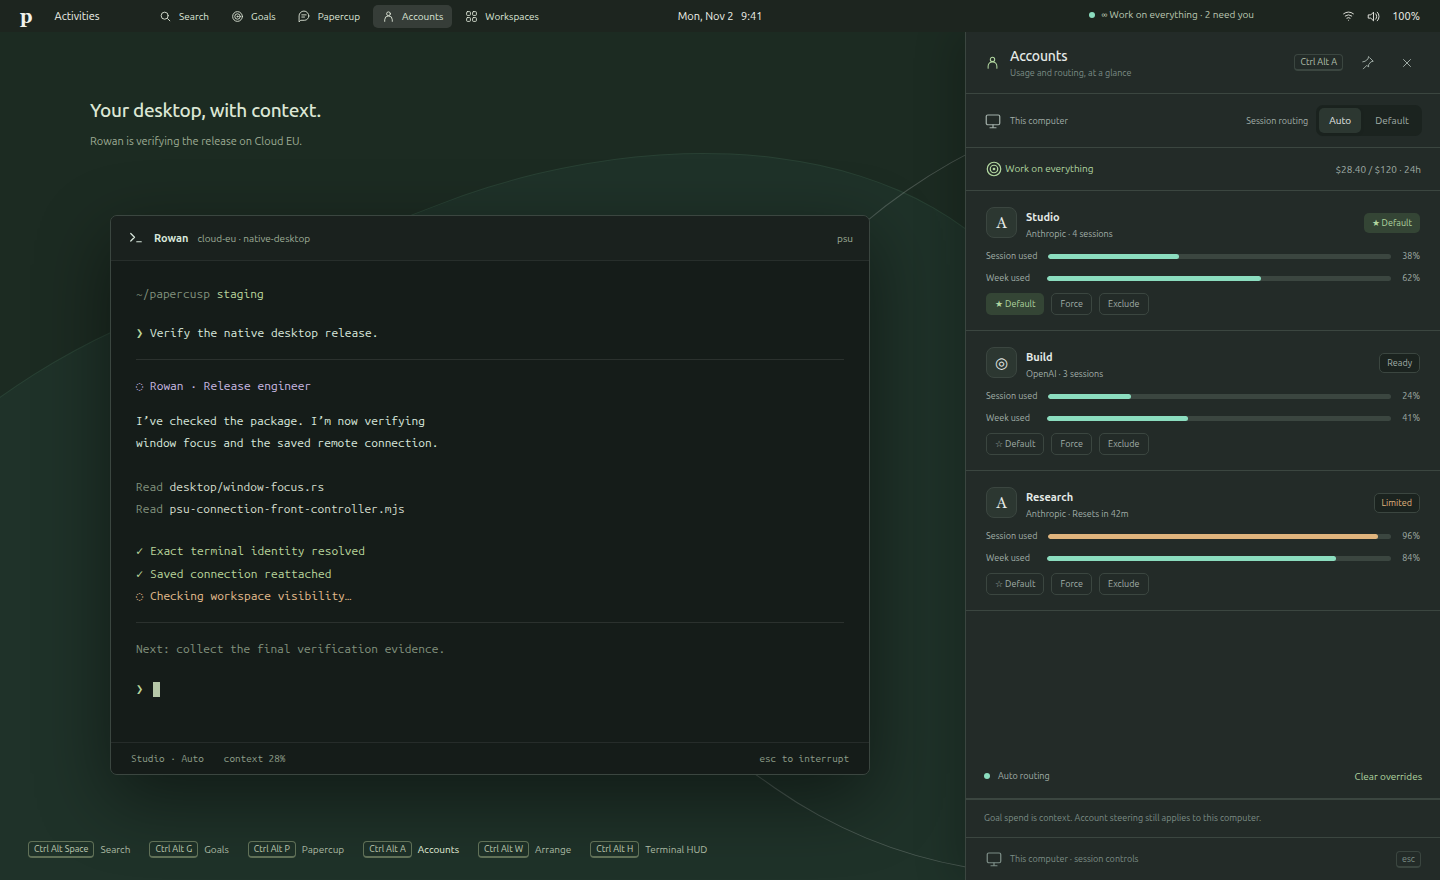 p Activities Search Goals Papercup Accounts Workspaces Mon, Nov 2 9:41 ∞ Work on everything · 2 need you 100%
Your desktop, with context.
Rowan is verifying the release on Cloud EU.
>_ Rowan cloud-eu · native-desktop psu
~/papercusp staging
❯ Verify the native desktop release.
◌ Rowan · Release engineer
I’ve checked the package. I’m now verifying
window focus and the saved remote connection.
Read desktop/window-focus.rs
Read psu-connection-front-controller.mjs
✓ Exact terminal identity resolved
✓ Saved connection reattached
◌ Checking workspace visibility…
Next: collect the final verification evidence.
❯
Studio · Auto context 28% esc to interrupt
Ctrl Alt Space Search Ctrl Alt G Goals Ctrl Alt P Papercup Ctrl Alt A Accounts Ctrl Alt W Arrange Ctrl Alt H Terminal HUD
Accounts Ctrl Alt A
Usage and routing, at a glance
This computer Session routing Auto Default
Work on everything $28.40 / $120 · 24h
A Studio ★ Default
Anthropic · 4 sessions
Session used 38%
Week used 62%
★ Default Force Exclude
◎ Build Ready
OpenAI · 3 sessions
Session used 24%
Week used 41%
☆ Default Force Exclude
A Research Limited
Anthropic · Resets in 42m
Session used 96%
Week used 84%
☆ Default Force Exclude
Auto routing Clear overrides
Goal spend is context. Account steering still applies to this computer.
This computer · session controls esc